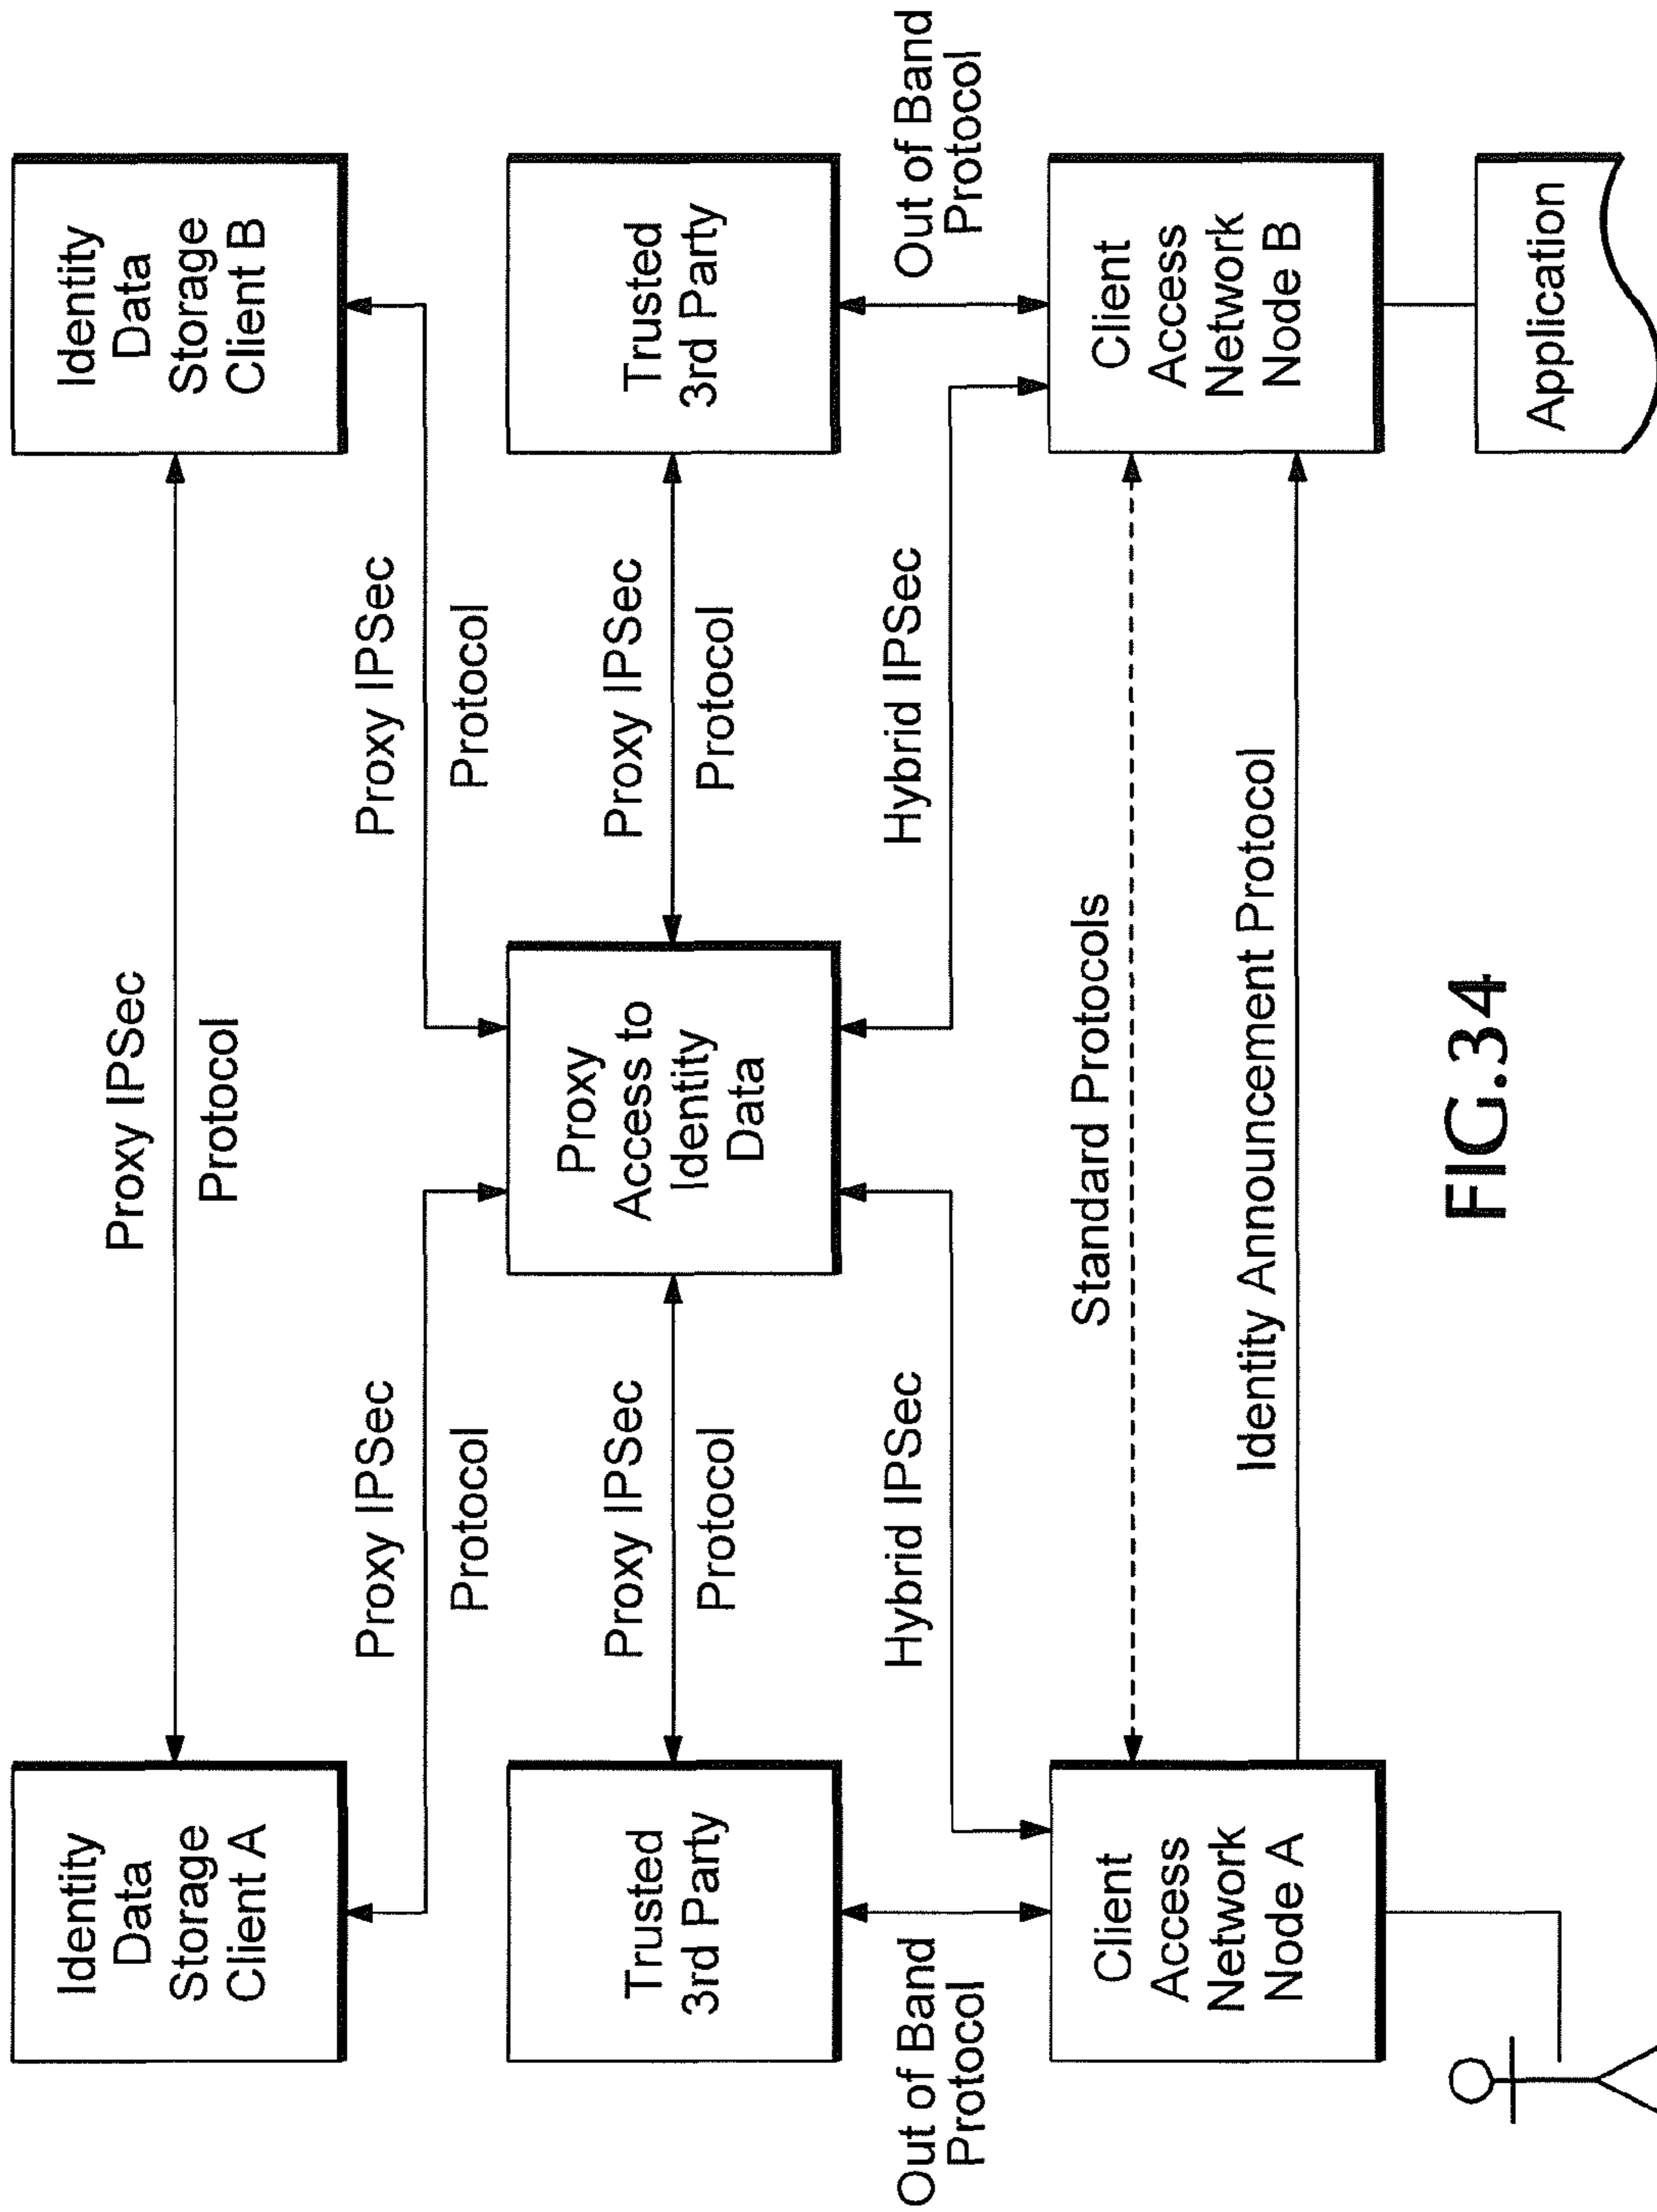 Identity
Data
Storage
Client A
Proxy IPSec
Protocol
Identity
Data
Storage
Client B
Proxy IPSec
Protocol
Proxy IPSec
Protocol
Trusted
3rd Party
Proxy IPSec
Protocol
Proxy
Access to
Identity
Data
Proxy IPSec
Protocol
Trusted
3rd Party
Out of Band
Protocol
Hybrid IPSec
Hybrid IPSec
Out of Band
Protocol
Client
Access
Network
Node A
Standard Protocols
Identity Announcement Protocol
Client
Access
Network
Node B
Application
FIG.34